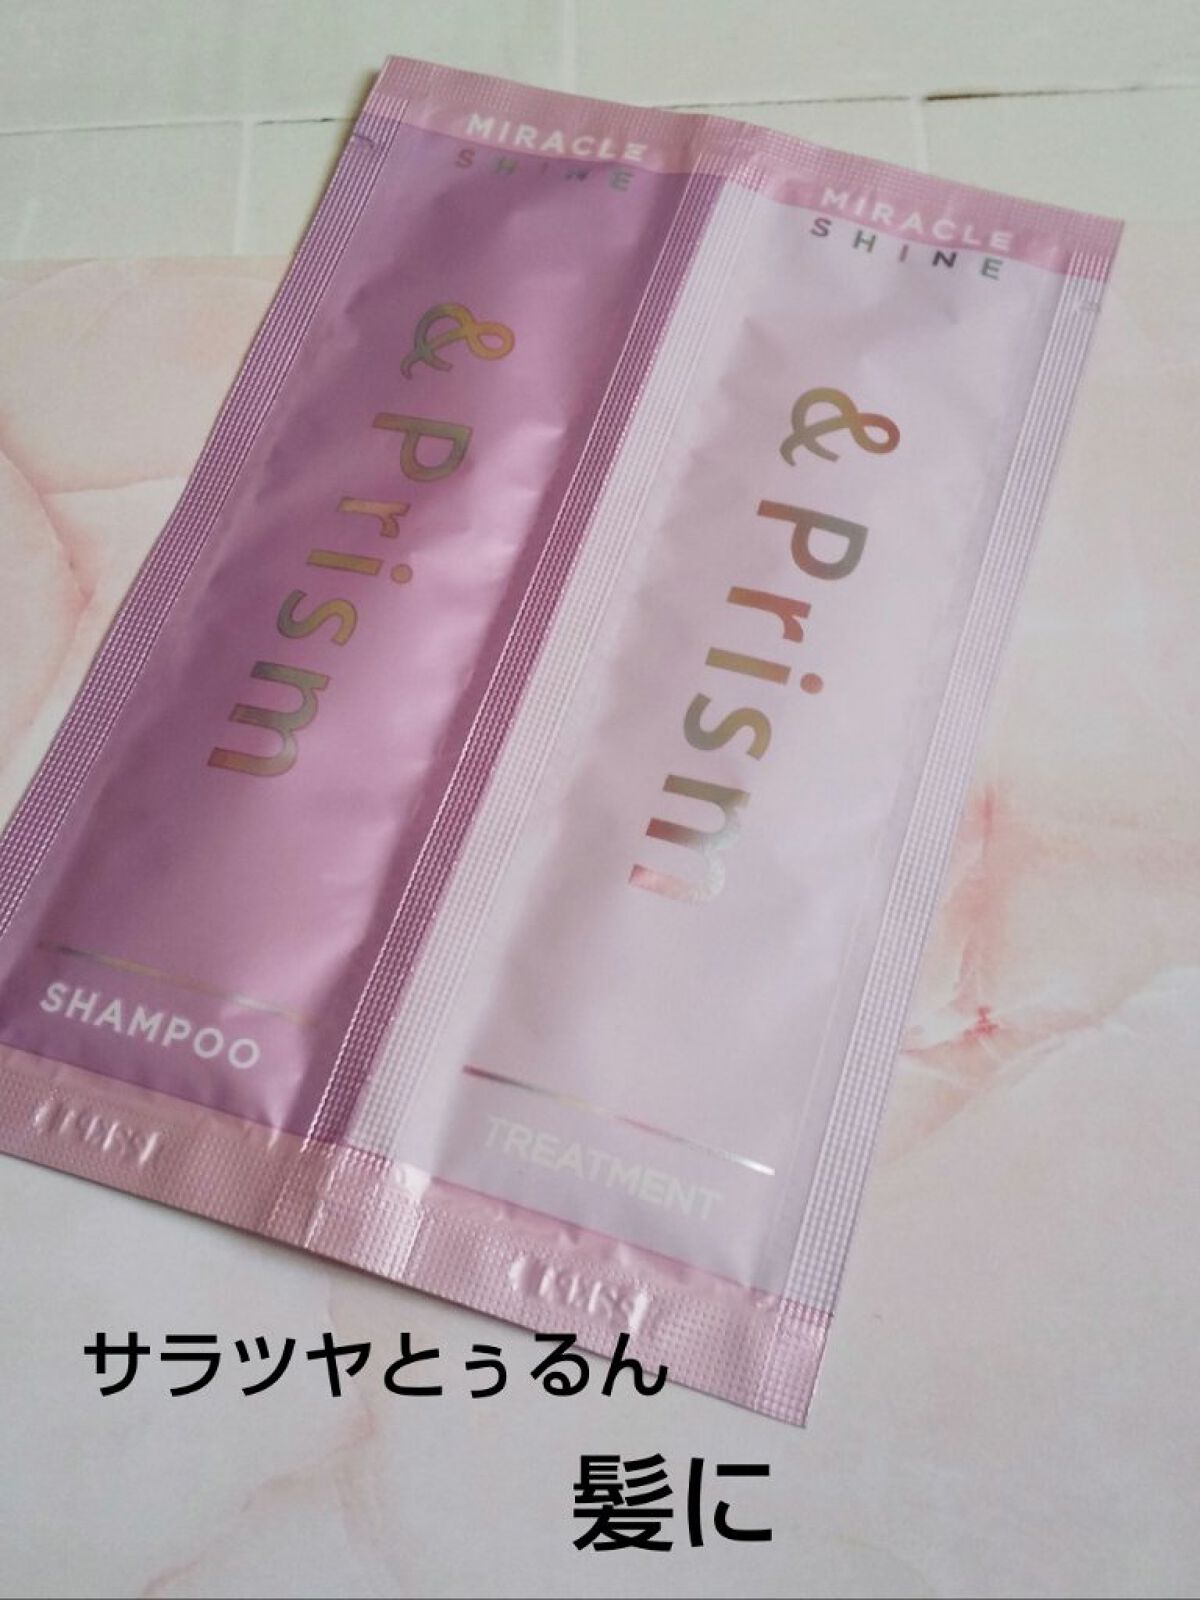 MIRACLE
SHINE
& Prism
SHAMPOO
MIRACLE
SHINE
& Prism
TREATMENT
サラツヤとぅるん
髪に